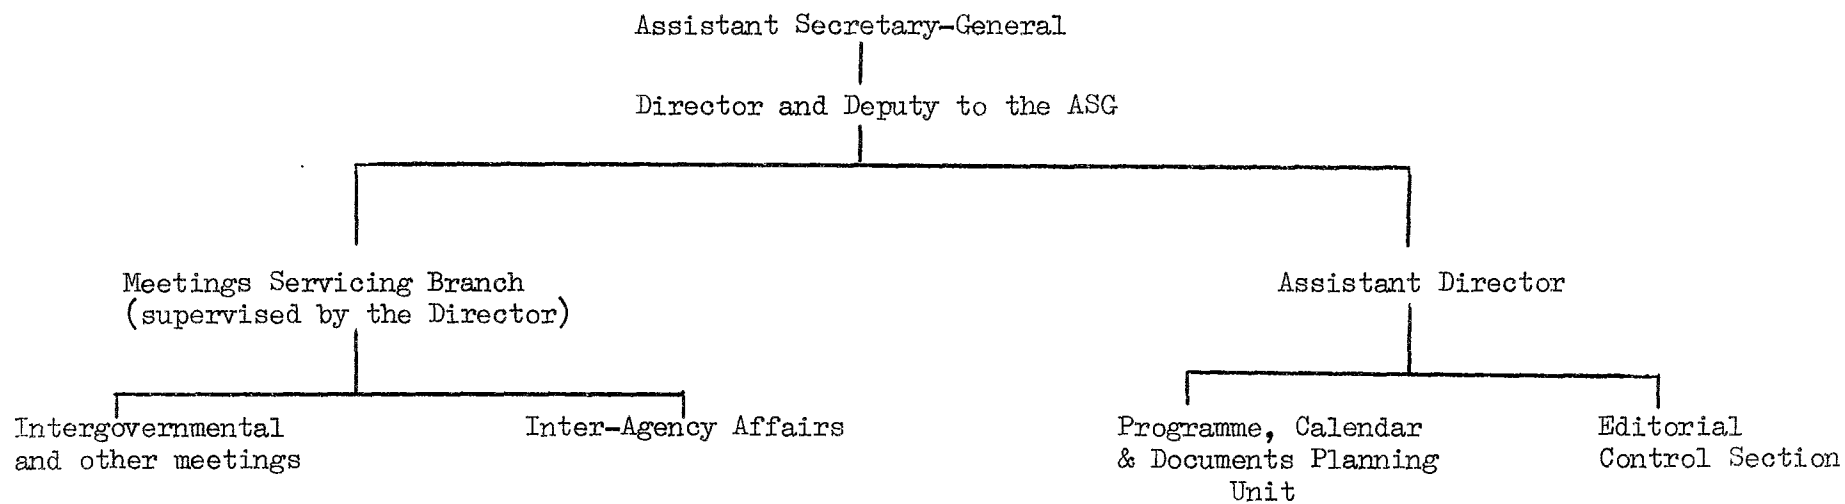 Assistant Secretary-General
Director and Deputy to the ASG
Meetings Servicing Branch
(supervised by the Director)
Assistant Director
Intergovernmental
and other meetings
Inter-Agency Affairs
Programme, Calendar
& Documents Planning
Unit
Editorial
Control Section